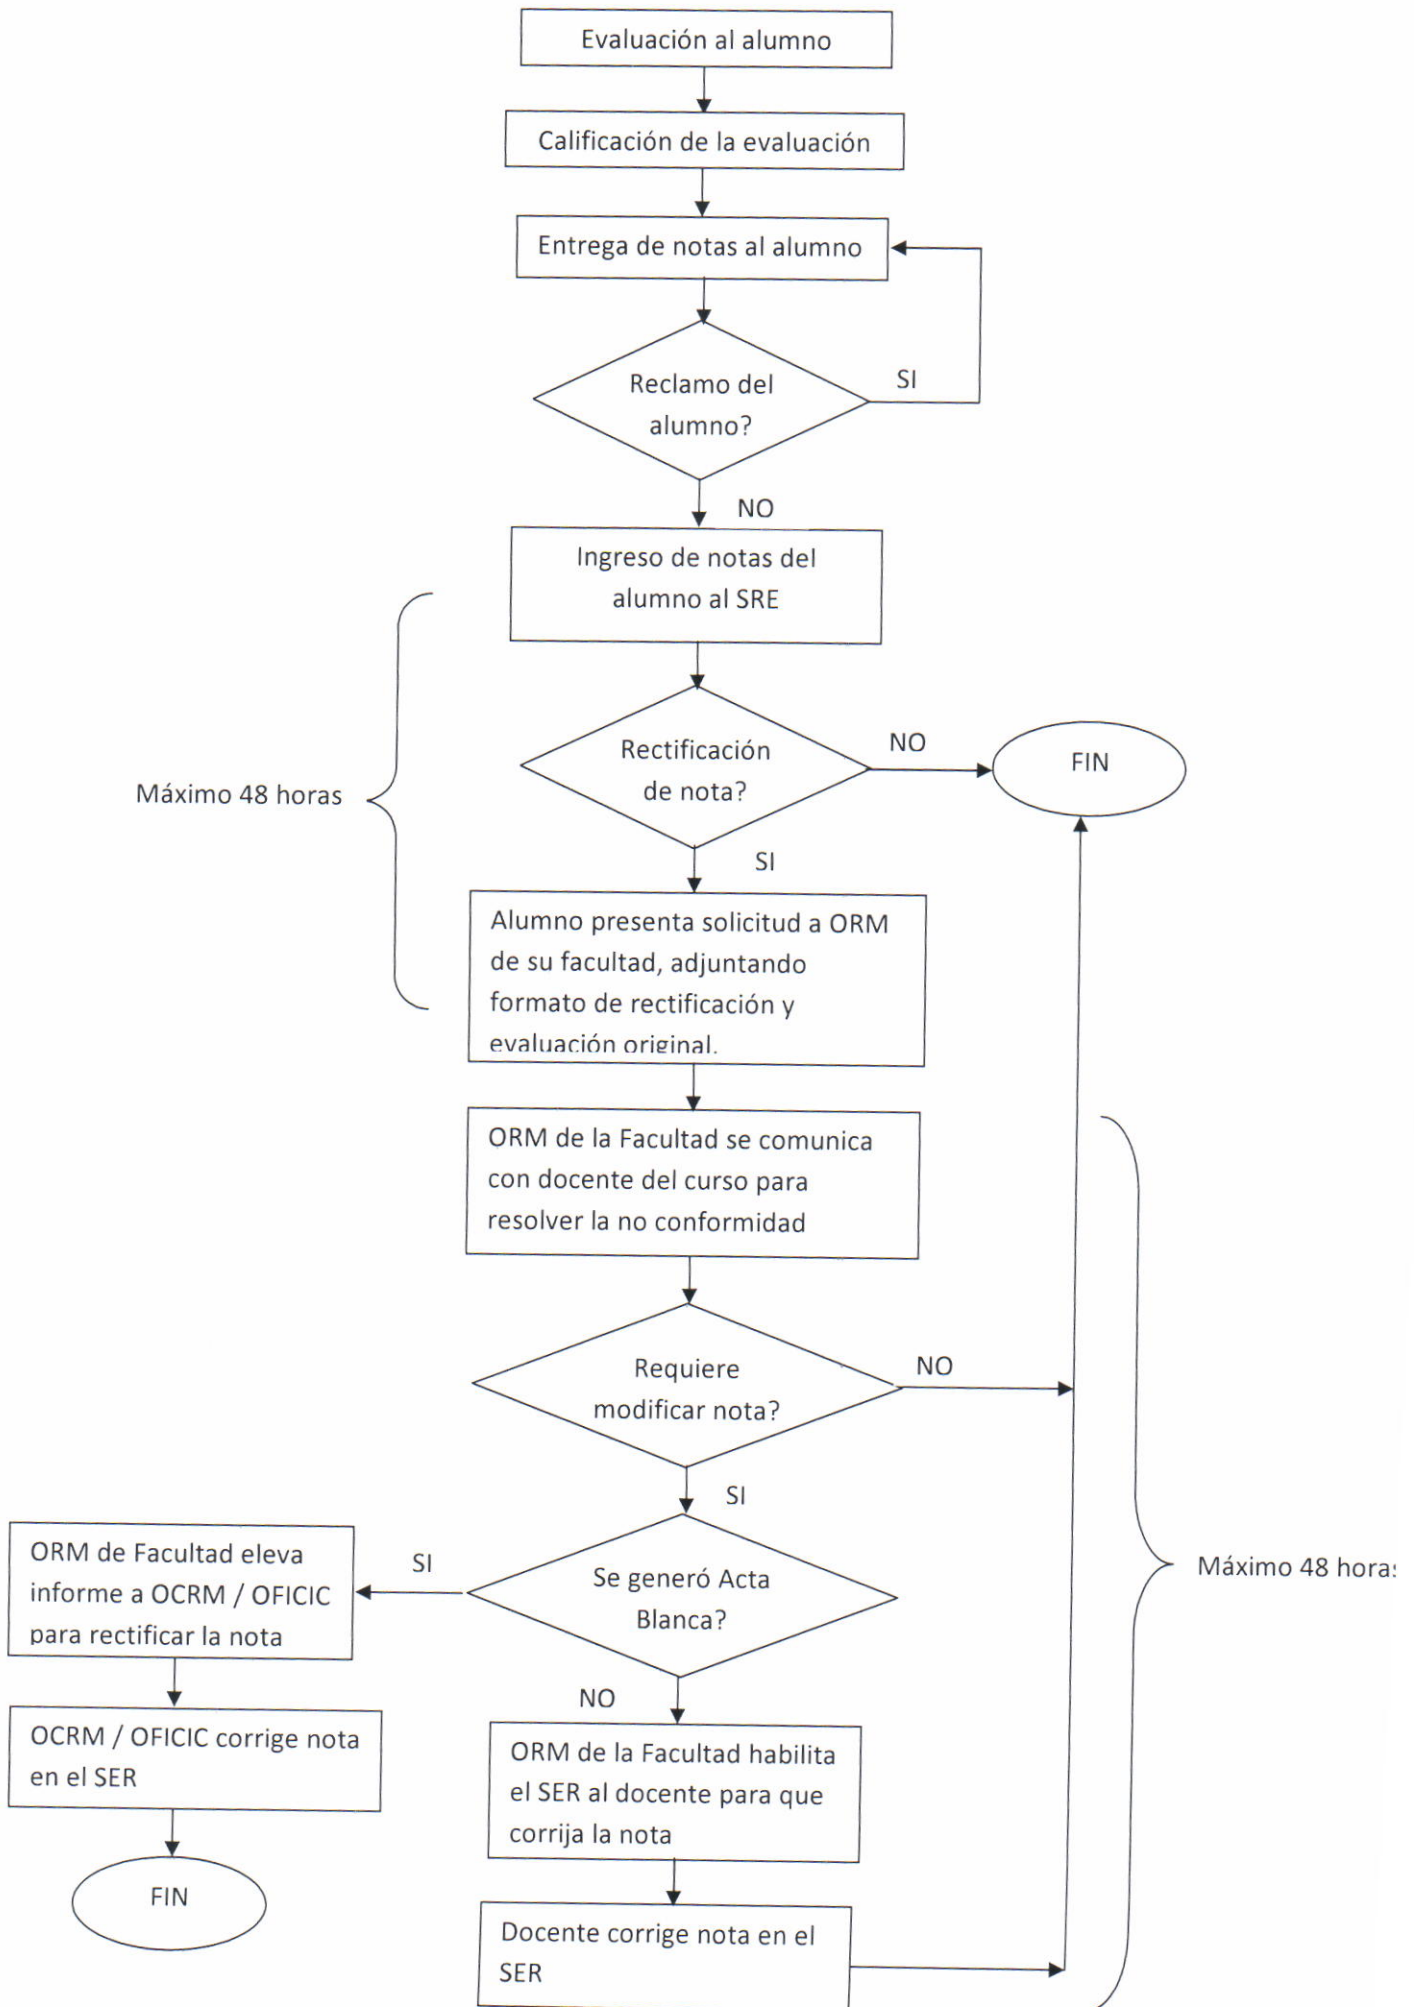 Evaluación al alumno
Calificación de la evaluación
Entrega de notas al alumno
Reclamo del
alumno?
SI
NO
Ingreso de notas del
alumno al SRE
Rectificación
de nota?
NO
FIN
Máximo 48 horas
SI
Alumno presenta solicitud a ORM
de su facultad, adjuntando
formato de rectificación y
evaluación original.
ORM de la Facultad se comunica
con docente del curso para
resolver la no conformidad
Requiere
modificar nota?
NO
SI
Se generó Acta
Blanca?
SI
ORM de Facultad eleva
informe a OCRM / OFICIC
para rectificar la nota
Máximo 48 horas
NO
OCRM / OFICIC corrige nota
en el SER
ORM de la Facultad habilita
el SER al docente para que
corrija la nota
FIN
Docente corrige nota en el
SER